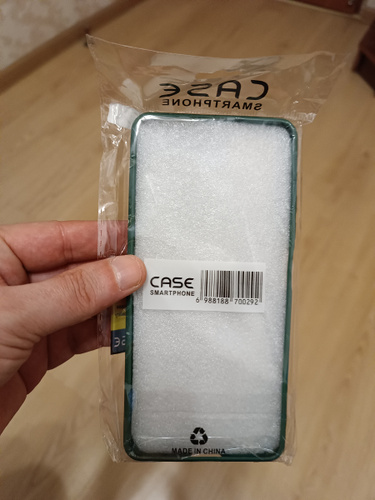 CASE
SMARTPHONE
CASE
SMARTPHONE
6 988188 700292
MADE IN CHINA